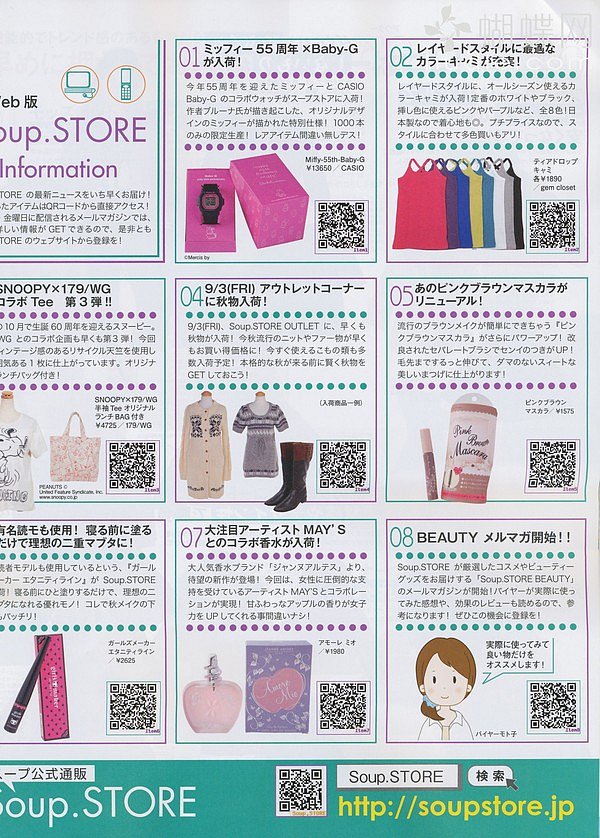 蝴蝶网
Web 版
Soup.STORE
Information
STORE の最新ニュースをいち早くお届け!
たアイテムはQRコードから直接アクセス!
金曜日に配信されるメールマガジンでは、
詳しい情報が GET できるので、是非とも
STORE のウェブサイトから登録を!
01 ミッフィー 55 周年 ×Baby-G
が入荷!
今年55周年を迎えたミッフィーと CASIO
Baby-G のコラボウォッチがスープストアに入荷!
作者ブルーナ氏が描き起こした、オリジナルデザ
インのミッフィーが描かれた特別仕様! 1000本
のみの限定生産! レアアイテム間違い無しデス!
Miffy-55th-Baby-G
¥13650 / CASIO
©Mercis bv
Item1
02 レイヤードスタイルに最適な
カラーキャミが充実!
レイヤードスタイルに、オールシーズン使えるカ
ラーキャミが入荷! 定番のホワイトやブラック、
挿し色に使えるピンクやパープルなど、全8色! 日
本製なので着心地も◎。プチプライスなので、ス
タイルに合わせて多色買いもアリ!
ティアドロップ
キャミ
各¥1890
/ gem closet
Item2
SNOOPY×179/WG
コラボ Tee 第 3 弾 !!
の 10 月で生誕 60 周年を迎えるスヌーピー。
WG とのコラボ企画も早くも第 3 弾! 今回
ィンテージ感のあるリサイクル天竺を使用し
気ある 1 枚に仕上がっています。オリジナ
ランチバッグ付き!
SNOOPY×179/WG
半袖 Tee オリジナル
ランチ BAG 付き
¥4725 / 179/WG
PEANUTS ©
United Feature Syndicate, Inc.
www.snoopy.co.jp
Item3
04 9/3(FRI) アウトレットコーナー
に秋物入荷!
9/3(FRI)、Soup.STORE OUTLET に、早くも
秋物が入荷! 今秋流行のニットやファー物が早く
もお買い得価格に! 今すぐ使えるこもの類も多
数入荷予定! 本格的な秋が来る前に賢く秋物を
GET しておこう!
(入荷商品一例)
Item4
05 あのピンクブラウンマスカラが
リニューアル!
流行のブラウンメイクが簡単にできちゃう『ピン
クブラウンマスカラ』がさらにパワーアップ! 改
良されたセパレートブラシでセンイのつきがUP!
毛先まですーっと伸びて、ダマのないスィートな
美しいまつげに仕上がります!
ピンクブラウン
マスカラ/ ¥1575
Pink Brown
Mascara
Item5
有名読モも使用! 寝る前に塗る
だけで理想の二重マブタに!
読者モデルも使用しているという、『ガール
ーカー エタニティライン』が Soup.STORE
荷! 寝る前にひと塗りするだけで、理想の二
ブタになれる優れモノ! コレで秋メイクの下
もバッチリ!
ガールズメーカー
エタニティライン
/ ¥2625
07 大注目アーティスト MAY'S
とのコラボ香水が入荷!
大人気香水ブランド「ジャンヌアルテス」より、
待望の新作が登場! 今回は、女性に圧倒的な支
持を受けているアーティスト MAY'S とコラボレー
ションが実現! 甘ふわっなアップルの香りが女子
力を UP してくれる事間違いナシ!
アモーレ ミオ
/ ¥1980
Amore
Mio
Item7
08 BEAUTY メルマガ開始!!
Soup.STORE が厳選したコスメやビューティー
グッズをお届けする「Soup.STORE BEAUTY」
のメールマガジンが開始! バイヤーが実際に使っ
てみた感想や、効果のレビューも読めるので、参
考になります! ぜひこの機会に登録を!
実際に使ってみて
良い物だけを
オススメします!
バイヤーモト子
ープ公式通販
Soup.STORE
Soup.STORE
検索
http://soupstore.jp